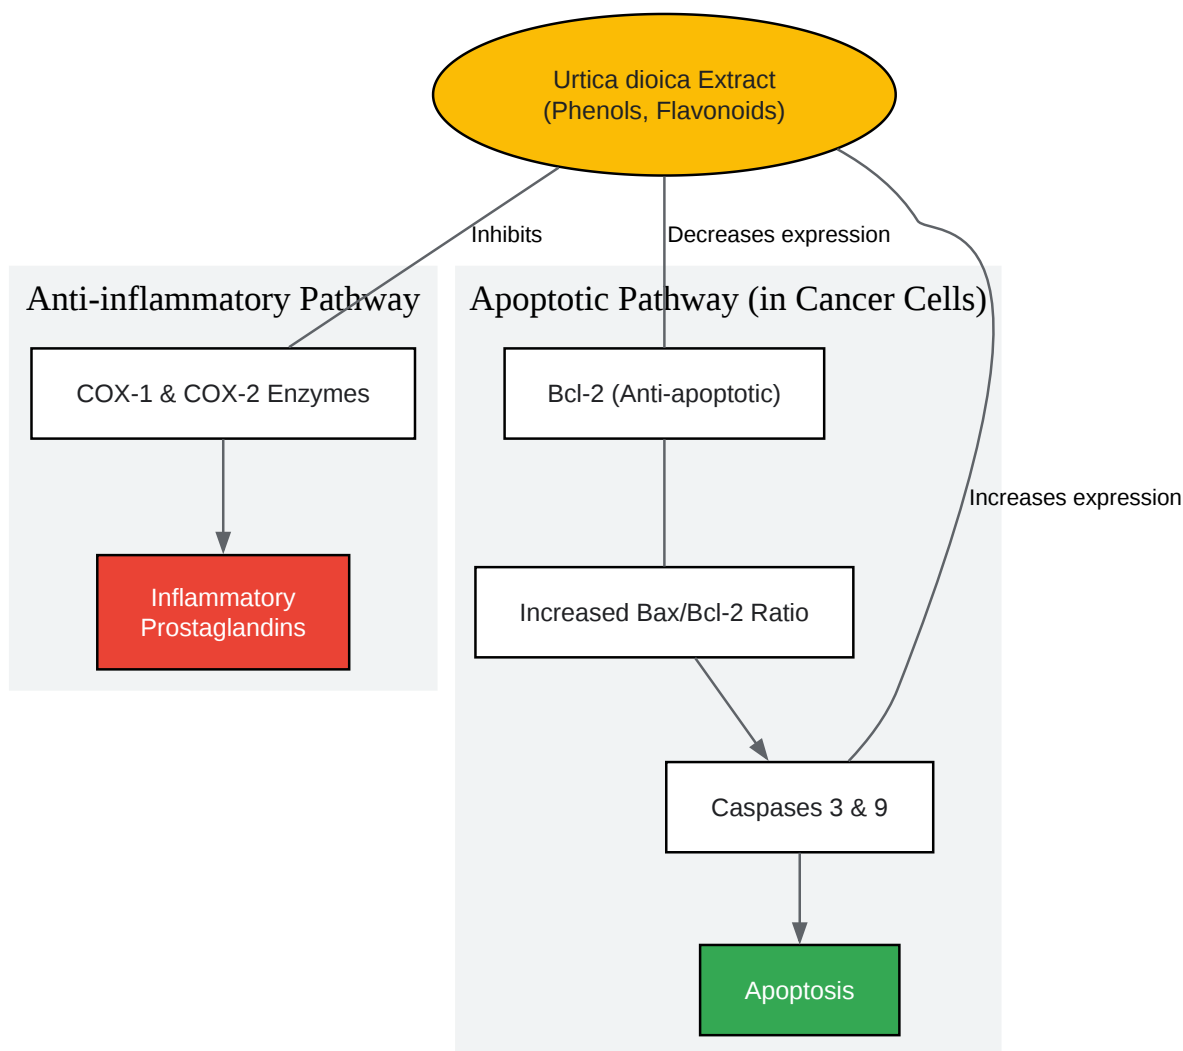 Urtica dioica Extract
(Phenols, Flavonoids)
Inhibits
Decreases expression
Anti-inflammatory Pathway
Apoptotic Pathway (in Cancer Cells)
COX-1 & COX-2 Enzymes
Bcl-2 (Anti-apoptotic)
Increases expression
Inflammatory
Prostaglandins
Increased Bax/Bcl-2 Ratio
Caspases 3 & 9
Apoptosis